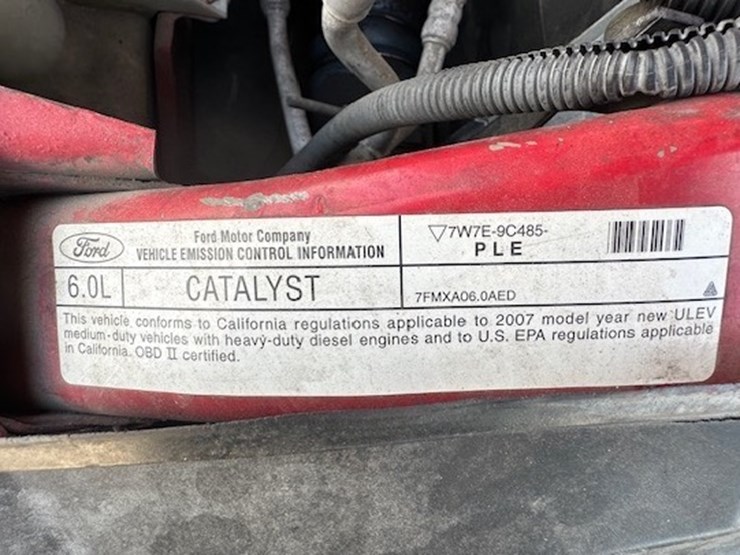 Ford
Ford Motor Company
VEHICLE EMISSION CONTROL INFORMATION
7W7E-9C485-
PLE
6.0L
CATALYST
7FMXA06.0AED
This vehicle conforms to California regulations applicable to 2007 model year new ULEV
medium-duty vehicles with heavy-duty diesel engines and to U.S. EPA regulations applicable
in California. OBD II certified.